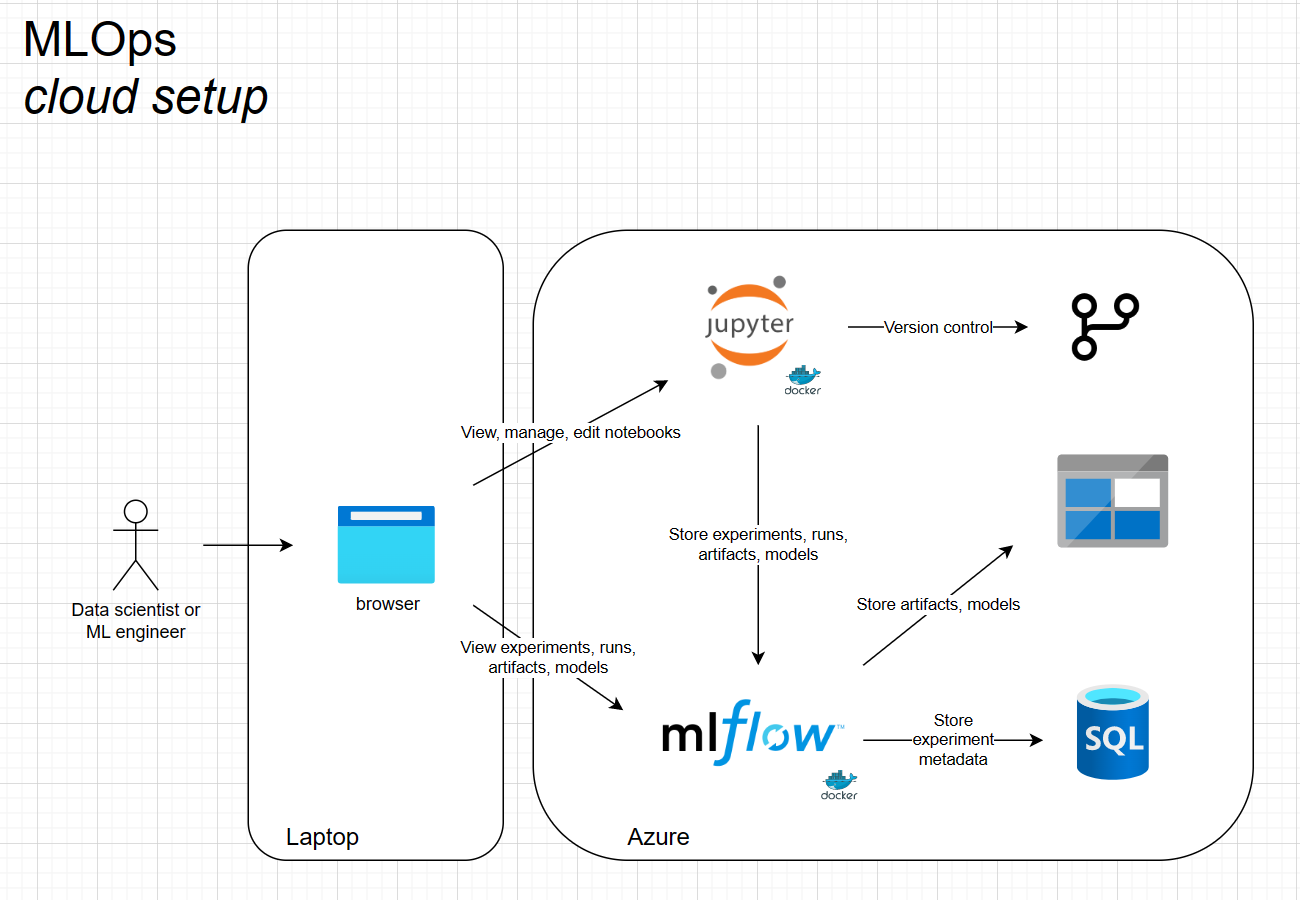 MLOps
cloud setup
jupyter
docker
Version control
View, manage, edit notebooks
Store experiments, runs,
artifacts, models
Data scientist or
ML engineer
browser
Store artifacts, models
View experiments, runs,
artifacts, models
mlflow™
docker
Store
experiment
metadata
SQL
Laptop
Azure